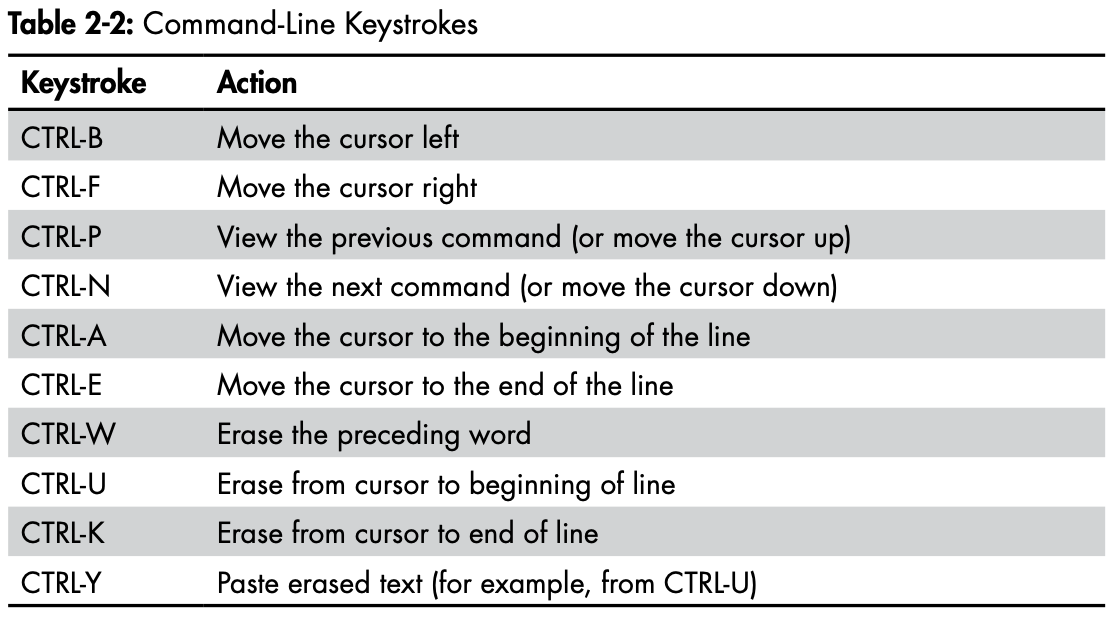 Table 2-2: Command-Line Keystrokes
Keystroke Action
CTRL-B Move the cursor left
CTRL-F Move the cursor right
CTRL-P View the previous command (or move the cursor up)
CTRL-N View the next command (or move the cursor down)
CTRL-A Move the cursor to the beginning of the line
CTRL-E Move the cursor to the end of the line
CTRL-W Erase the preceding word
CTRL-U Erase from cursor to beginning of line
CTRL-K Erase from cursor to end of line
CTRL-Y Paste erased text (for example, from CTRL-U)